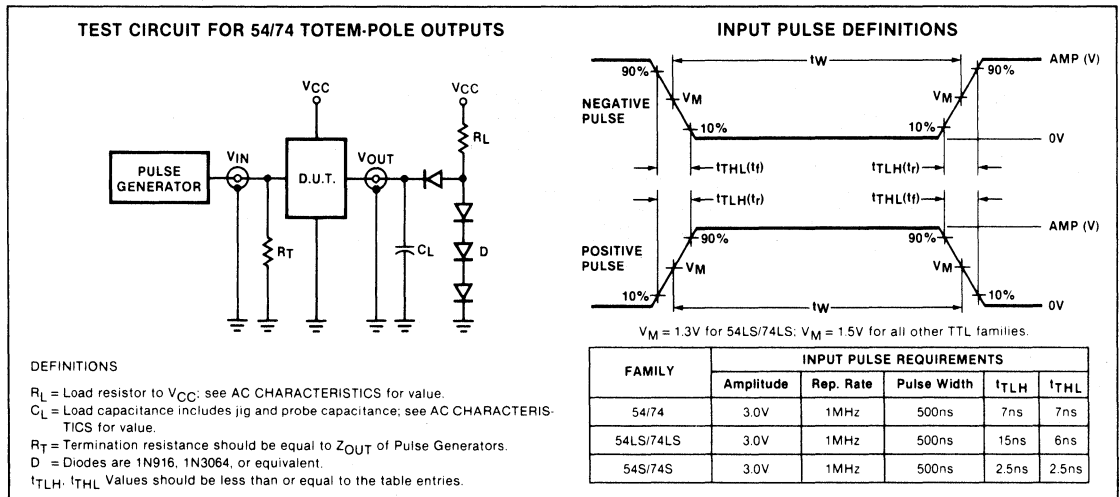 TEST CIRCUIT FOR 54/74 TOTEM-POLE OUTPUTS
VCC
VCC
RL
PULSE
GENERATOR
VIN
D.U.T.
VOUT
RT
CL
D
DEFINITIONS
RL = Load resistor to VCC; see AC CHARACTERISTICS for value.
CL = Load capacitance includes jig and probe capacitance; see AC CHARACTERIS-
TICS for value.
RT = Termination resistance should be equal to ZOUT of Pulse Generators.
D = Diodes are 1N916, 1N3064, or equivalent.
tTLH, tTHL Values should be less than or equal to the table entries.
INPUT PULSE DEFINITIONS
tW
AMP (V)
90%
90%
NEGATIVE
PULSE
VM
VM
10%
10%
0V
tTHL(tf)
tTLH(tr)
tTLH(tr)
tTHL(tf)
AMP (V)
90%
90%
POSITIVE
PULSE
VM
VM
10%
10%
tW
0V
VM = 1.3V for 54LS/74LS; VM = 1.5V for all other TTL families.
FAMILY INPUT PULSE REQUIREMENTS
Amplitude Rep. Rate Pulse Width tTLH tTHL
54/74 3.0V 1MHz 500ns 7ns 7ns
54LS/74LS 3.0V 1MHz 500ns 15ns 6ns
54S/74S 3.0V 1MHz 500ns 2.5ns 2.5ns